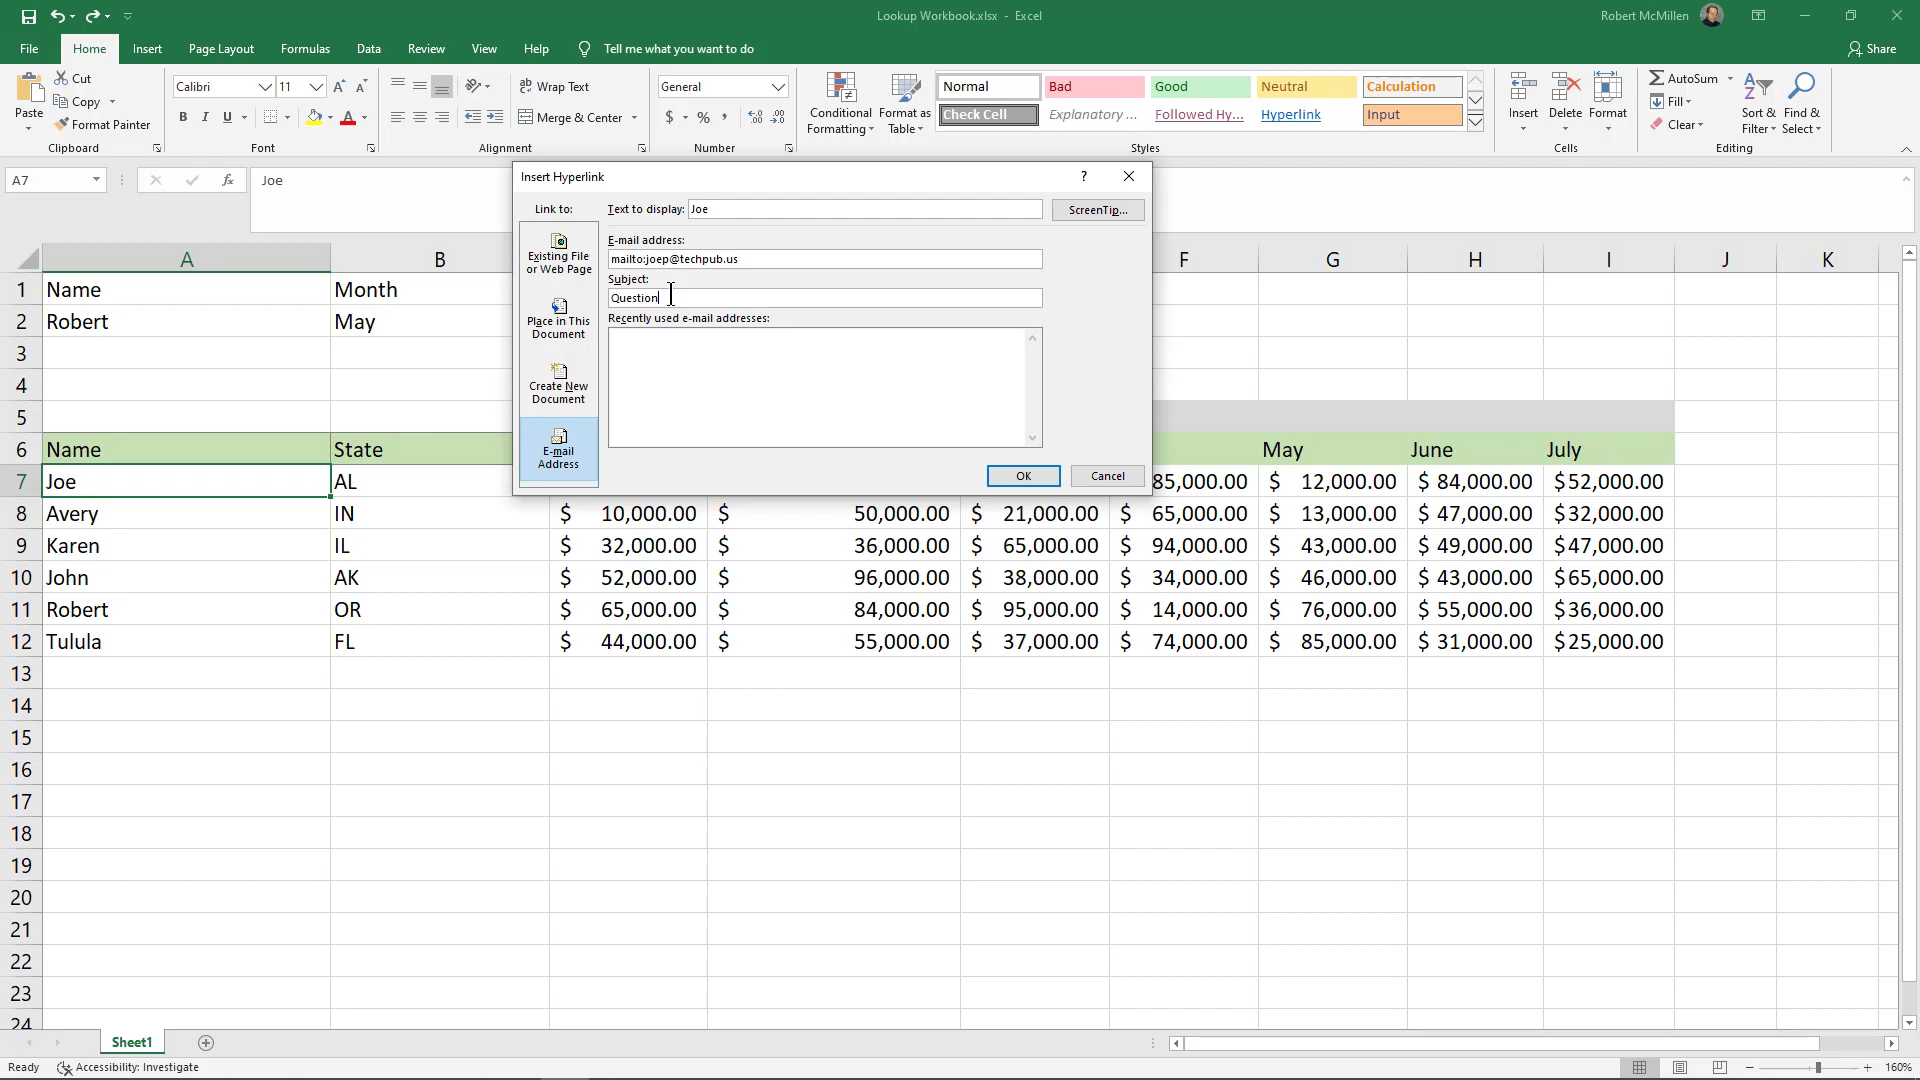 Lookup Workbook.xlsx - Excel
Robert McMillen
File Home Insert Page Layout Formulas Data Review View Help Tell me what you want to do Share
Paste Cut Copy Format Painter
Clipboard
Calibri 11
B I U
Font
Wrap Text
Merge & Center
Alignment
General
$ % ,
Number
Conditional Formatting
Format as Table
Normal Bad Good Neutral Calculation
Check Cell Explanatory ... Followed Hy... Hyperlink Input
Styles
Insert Delete Format
Cells
AutoSum
Fill
Clear
Sort & Filter
Find & Select
Editing
A7 fx Joe
Insert Hyperlink ?
Link to: Text to display: Joe ScreenTip...
Existing File or Web Page
Place in This Document
Create New Document
E-mail Address
E-mail address:
mailto:joep@techpub.us
Subject:
Question
Recently used e-mail addresses:
OK Cancel
A B F G H I J K
1 Name Month
2 Robert May
3
4
5
6 Name State May June July
7 Joe AL 85,000.00 $ 12,000.00 $ 84,000.00 $52,000.00
8 Avery IN $ 10,000.00 $ 50,000.00 $ 21,000.00 $ 65,000.00 $ 13,000.00 $ 47,000.00 $32,000.00
9 Karen IL $ 32,000.00 $ 36,000.00 $ 65,000.00 $ 94,000.00 $ 43,000.00 $ 49,000.00 $47,000.00
10 John AK $ 52,000.00 $ 96,000.00 $ 38,000.00 $ 34,000.00 $ 46,000.00 $ 43,000.00 $65,000.00
11 Robert OR $ 65,000.00 $ 84,000.00 $ 95,000.00 $ 14,000.00 $ 76,000.00 $ 55,000.00 $36,000.00
12 Tulula FL $ 44,000.00 $ 55,000.00 $ 37,000.00 $ 74,000.00 $ 85,000.00 $ 31,000.00 $25,000.00
13
14
15
16
17
18
19
20
21
22
23
24
Sheet1
Ready Accessibility: Investigate 160%